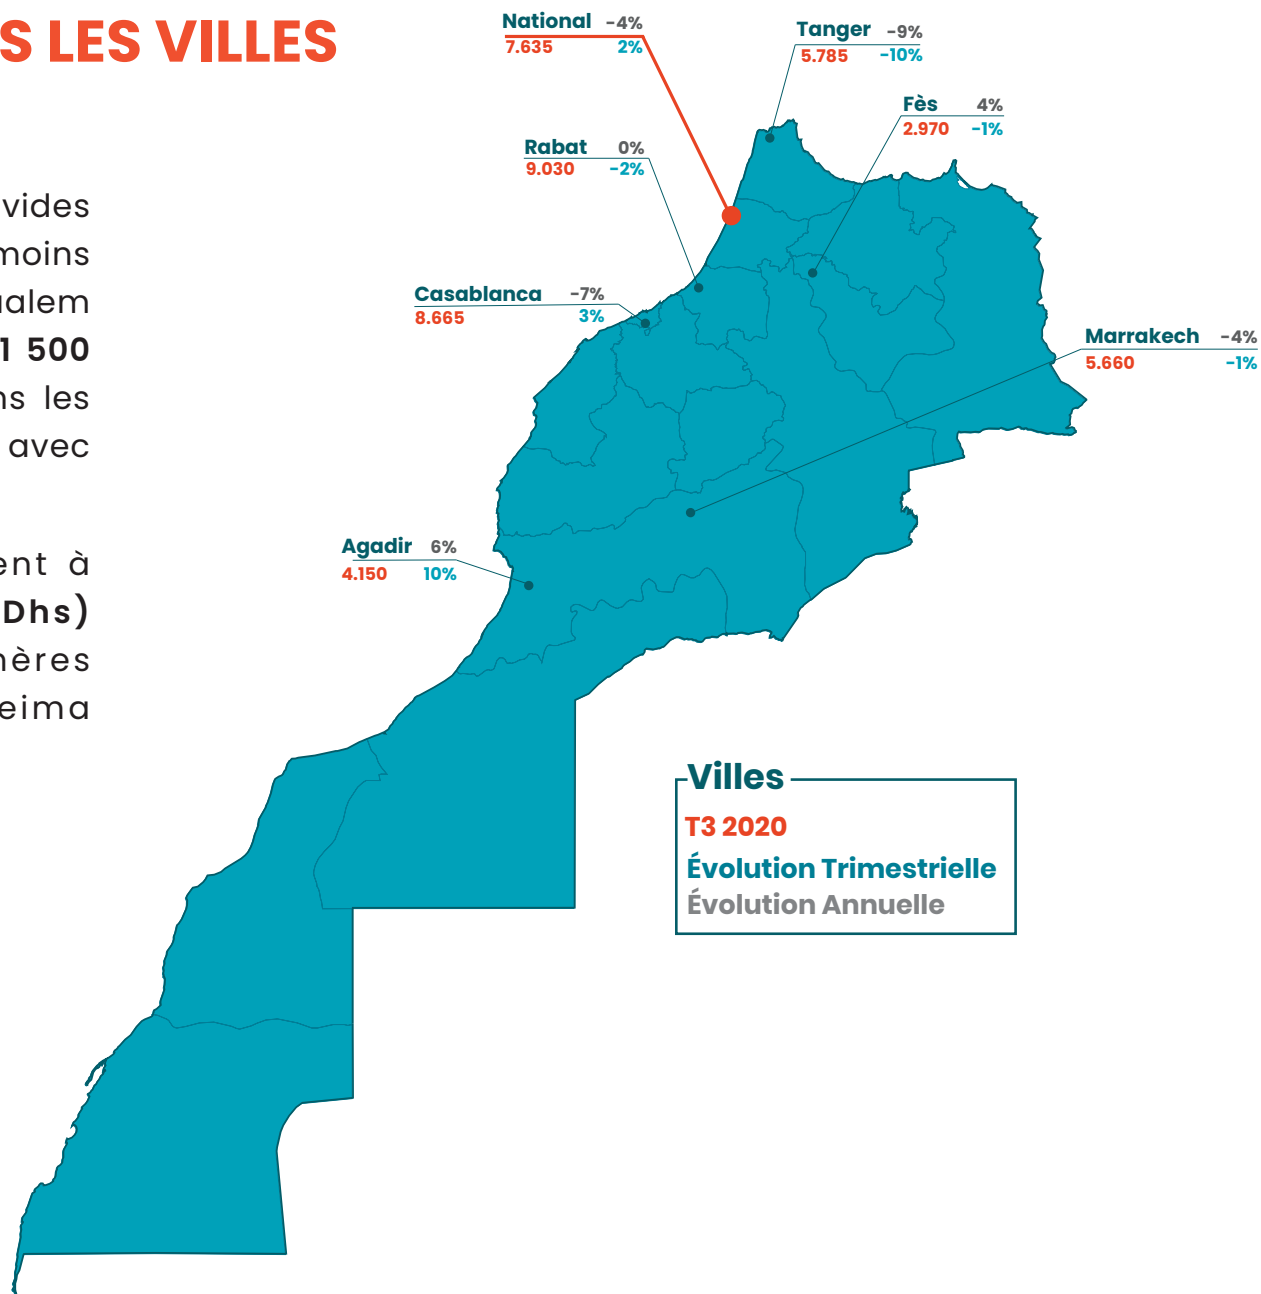 S LES VILLES
vides
moins
ualem
1 500
ns les
avec
ent à
Dhs)
nères
eima
National -4%
7.635 2%
Tanger -9%
5.785 -10%
Fès 4%
2.970 -1%
Rabat 0%
9.030 -2%
Casablanca -7%
8.665 3%
Marrakech -4%
5.660 -1%
Agadir 6%
4.150 10%
Villes
T3 2020
Évolution Trimestrielle
Évolution Annuelle